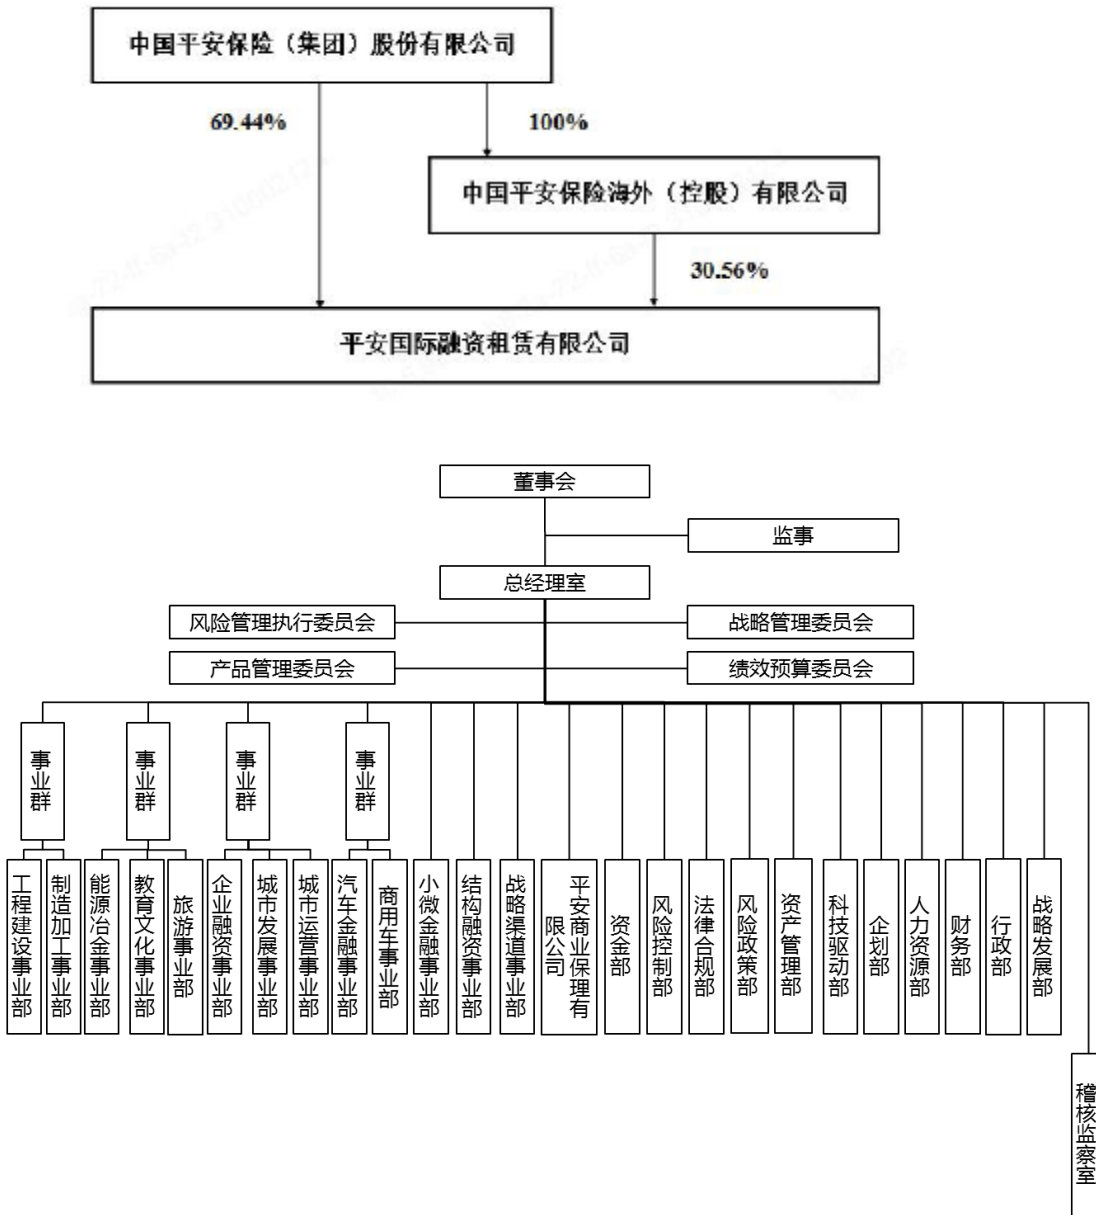 中国平安保险（集团）股份有限公司
69.44%
100%
中国平安保险海外（控股）有限公司
30.56%
平安国际融资租赁有限公司
董事会
监事
总经理室
风险管理执行委员会
战略管理委员会
产品管理委员会
绩效预算委员会
事业群
事业群
事业群
事业群
工程建设事业部
制造加工事业部
能源冶金事业部
教育文化事业部
旅游事业部
企业融资事业部
城市发展事业部
城市运营事业部
汽车金融事业部
商用车事业部
小微金融事业部
结构融资事业部
战略渠道事业部
平安商业保理有
限公司
资金部
风险控制部
法律合规部
风险政策部
资产管理部
科技驱动部
企划部
人力资源部
财务部
行政部
战略发展部
稽核监察室